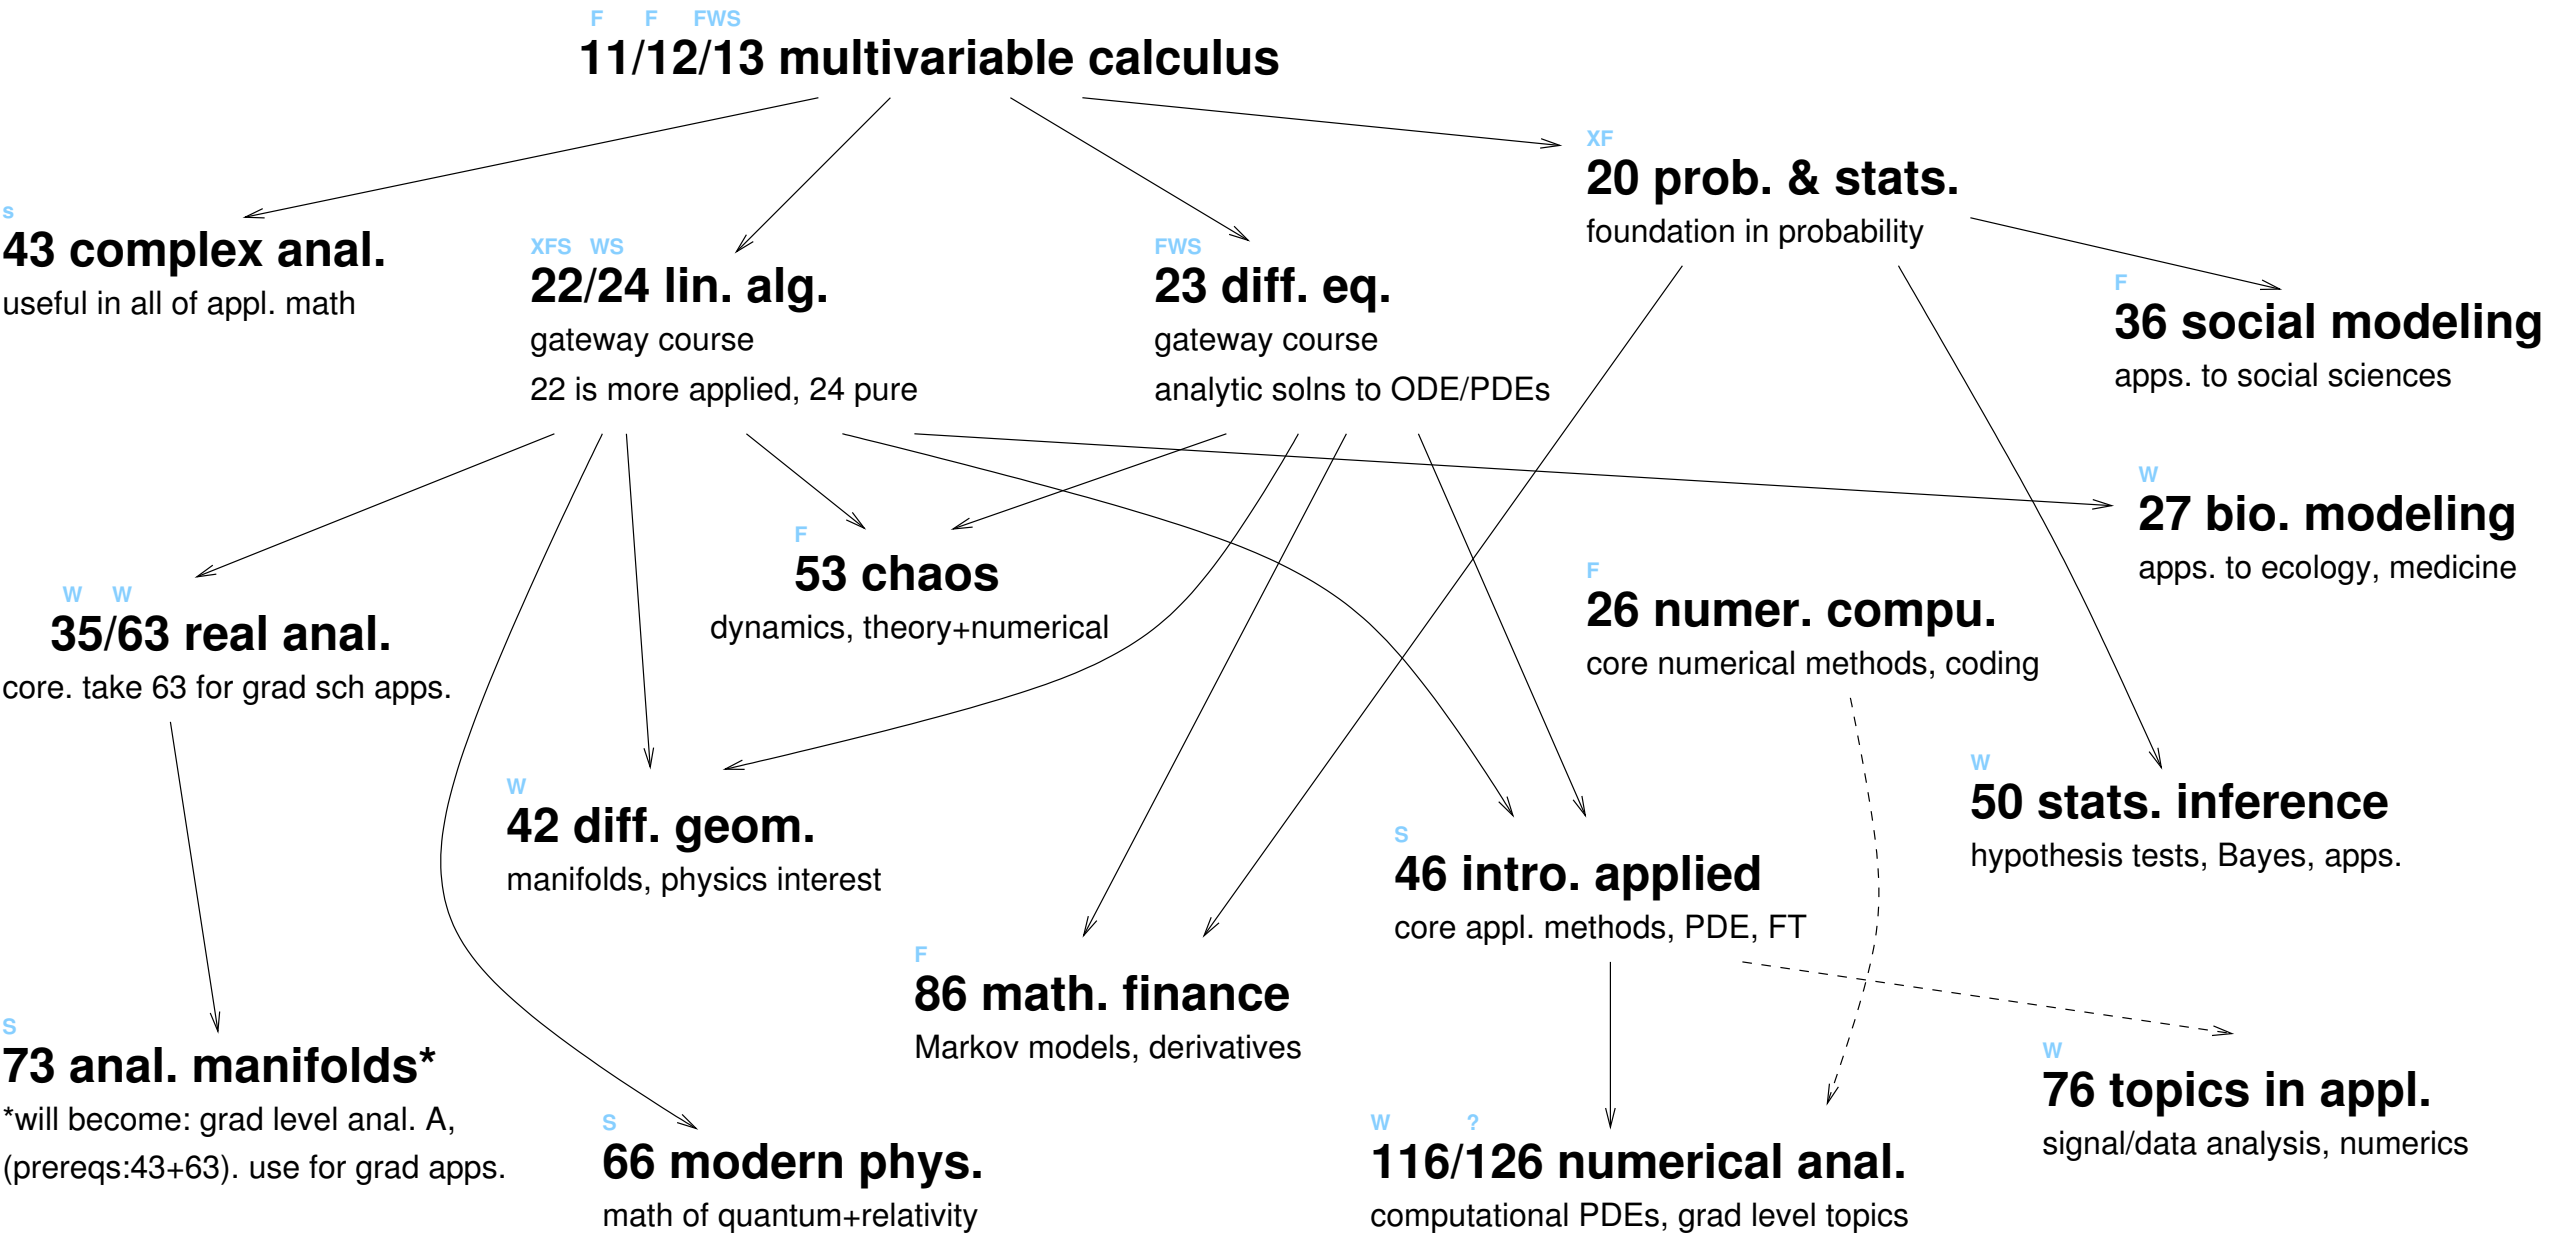 F F FWS
11/12/13 multivariable calculus
XF
20 prob. & stats.
foundation in probability
s
43 complex anal.
useful in all of appl. math
XFS WS
22/24 lin. alg.
gateway course
22 is more applied, 24 pure
FWS
23 diff. eq.
gateway course
analytic solns to ODE/PDEs
F
36 social modeling
apps. to social sciences
W
27 bio. modeling
apps. to ecology, medicine
F
53 chaos
dynamics, theory+numerical
F
26 numer. compu.
core numerical methods, coding
W W
35/63 real anal.
core. take 63 for grad sch apps.
W
42 diff. geom.
manifolds, physics interest
W
50 stats. inference
hypothesis tests, Bayes, apps.
S
46 intro. applied
core appl. methods, PDE, FT
F
86 math. finance
Markov models, derivatives
S
73 anal. manifolds*
*will become: grad level anal. A,
(prereqs:43+63). use for grad apps.
S
66 modern phys.
math of quantum+relativity
W ?
116/126 numerical anal.
computational PDEs, grad level topics
W
76 topics in appl.
signal/data analysis, numerics